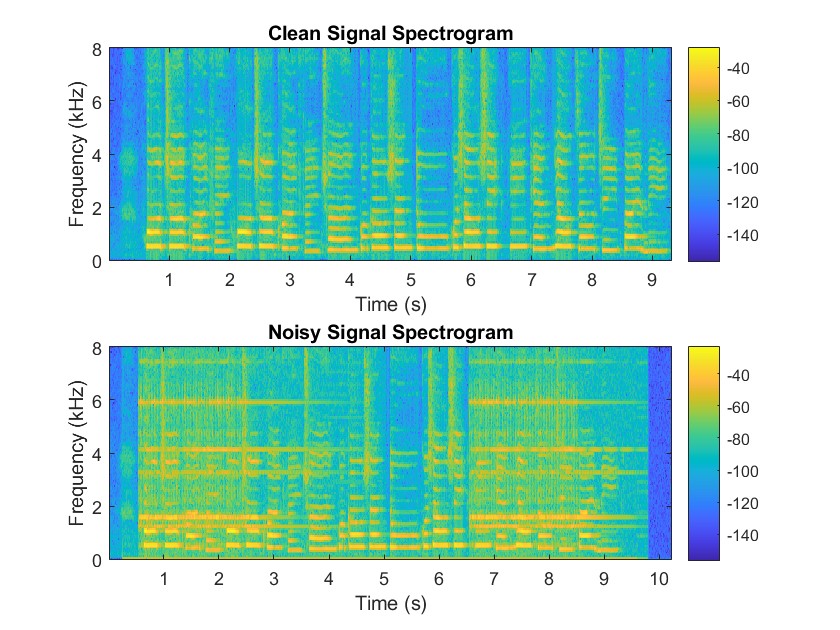 Clean Signal Spectrogram
8
6
4
2
0
Frequency (kHz)
1 2 3 4 5 6 7 8 9
Time (s)
-40
-60
-80
-100
-120
-140
Noisy Signal Spectrogram
8
6
4
2
0
Frequency (kHz)
1 2 3 4 5 6 7 8 9 10
Time (s)
-40
-60
-80
-100
-120
-140